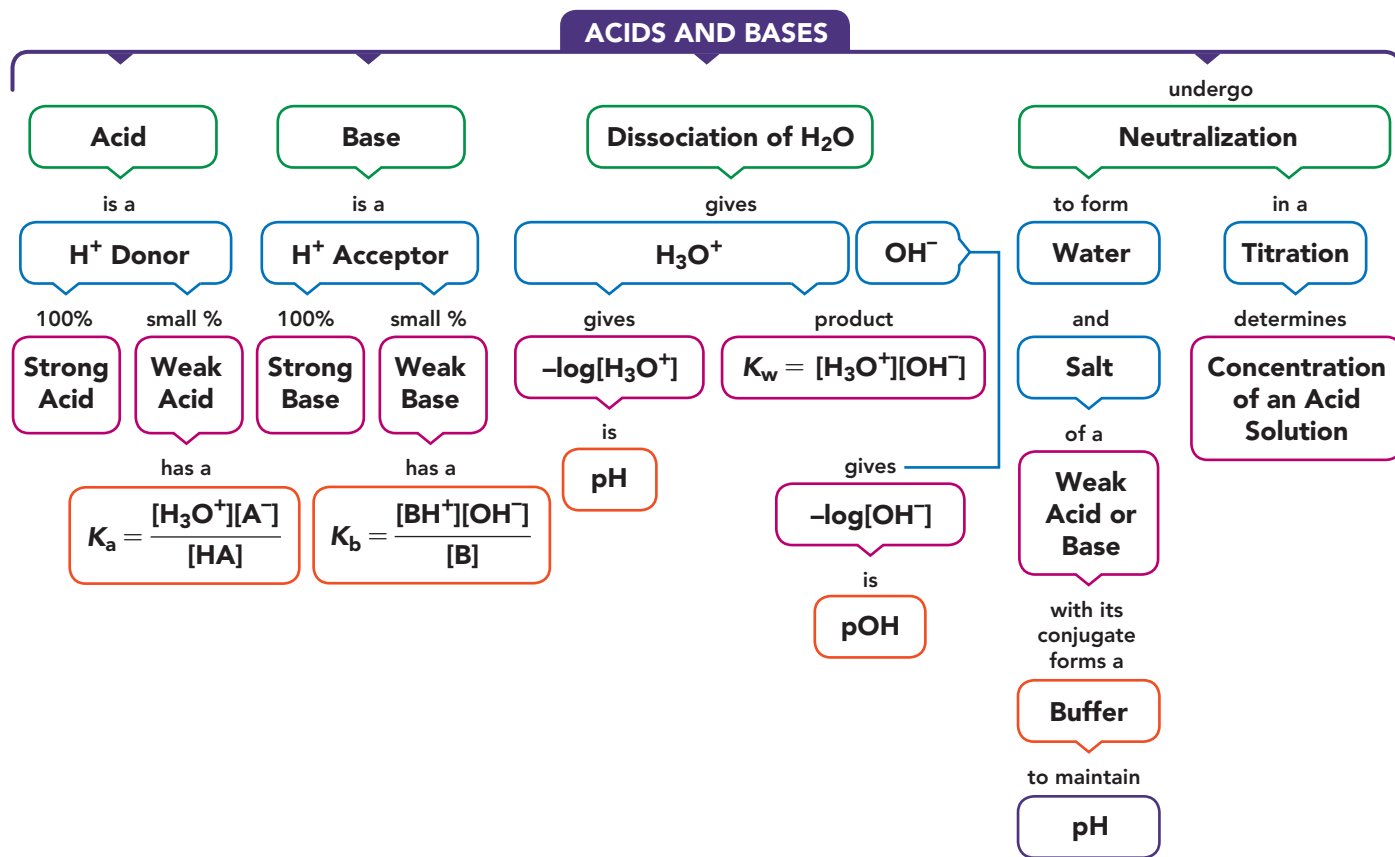 ACIDS AND BASES
undergo
Acid
Base
Dissociation of H₂O
Neutralization
is a
is a
gives
to form
in a
H⁺ Donor
H⁺ Acceptor
H₃O⁺
OH⁻
Water
Titration
100%
small %
100%
small %
gives
product
and
determines
Strong
Acid
Weak
Acid
Strong
Base
Weak
Base
–log[H₃O⁺]
K_w = [H₃O⁺][OH⁻]
Salt
Concentration
of an Acid
Solution
has a
has a
is
gives
of a
K_a = [H₃O⁺][A⁻] / [HA]
K_b = [BH⁺][OH⁻] / [B]
pH
–log[OH⁻]
Weak
Acid or
Base
is
pOH
with its
conjugate
forms a
Buffer
to maintain
pH